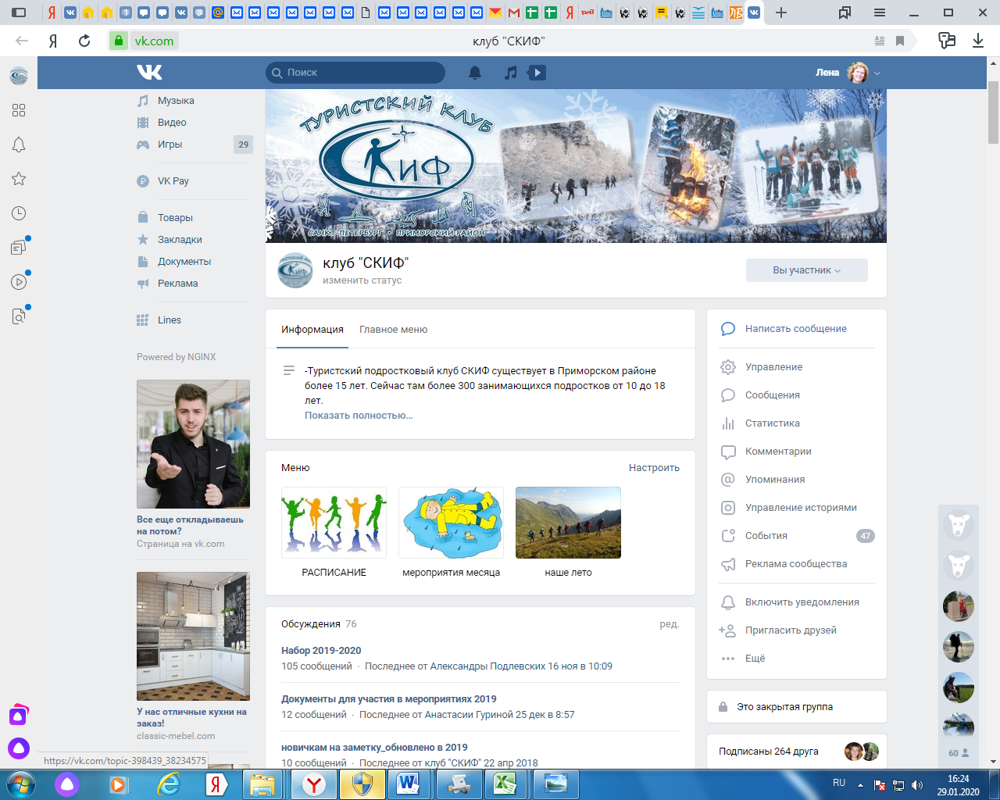 vk.com
клуб "СКИФ"
Поиск
Лена
Музыка
Видео
Игры
29
VK Pay
Товары
Закладки
Документы
Реклама
Lines
Powered by NGINX
Все еще откладываешь
на потом?
Страница на vk.com
У нас отличные кухни на
заказ!
classic-mebel.com
https://vk.com/topic-398439_38234575
ТУРИСТСКИЙ КЛУБ
СКИФ
САНКТ-ПЕТЕРБУРГ • ПРИМОРСКИЙ РАЙОН
клуб "СКИФ"
изменить статус
Вы участник
Информация
Главное меню
-Туристский подростковый клуб СКИФ существует в Приморском районе
более 15 лет. Сейчас там более 300 занимающихся подростков от 10 до 18
лет.
Показать полностью...
Меню
Настроить
РАСПИСАНИЕ
мероприятия месяца
наше лето
Обсуждения 76
ред.
Набор 2019-2020
105 сообщений · Последнее от Александры Подлевских 16 ноя в 10:09
Документы для участия в мероприятиях 2019
12 сообщений · Последнее от Анастасии Гуриной 25 дек в 8:57
новичкам на заметку_обновлено в 2019
10 сообщений · Последнее от клуб "СКИФ" 22 апр 2018
Написать сообщение
Управление
Сообщения
Статистика
Комментарии
Упоминания
Управление историями
События
47
Реклама сообщества
Включить уведомления
Пригласить друзей
Ещё
Это закрытая группа
Подписаны 264 друга
60
RU
16:24
29.01.2020